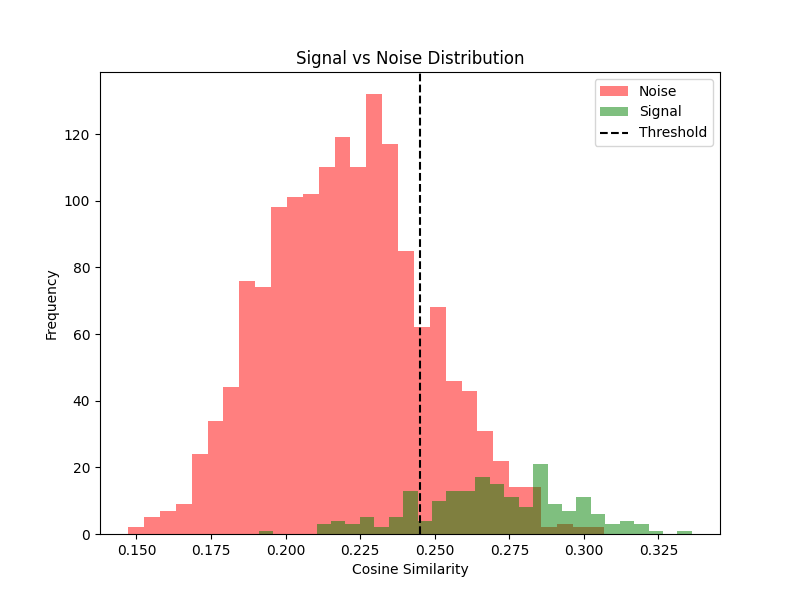 Signal vs Noise Distribution
Noise
Signal
Threshold
120
100
80
60
40
20
0
Frequency
0.150 0.175 0.200 0.225 0.250 0.275 0.300 0.325
Cosine Similarity